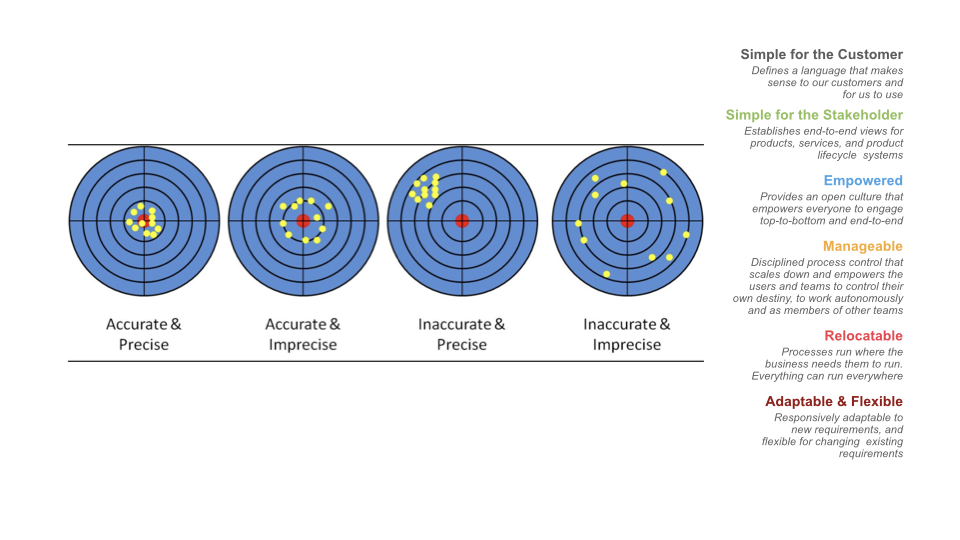 Simple for the Customer
Defines a language that makes
sense to our customers and
for us to use
Simple for the Stakeholder
Establishes end-to-end views for
products, services, and product
lifecycle  systems
Empowered
Provides an open culture that
empowers everyone to engage
top-to-bottom and end-to-end
Manageable
Disciplined process control that
scales down and empowers the
users and teams to control their
own destiny, to work autonomously
and as members of other teams
Relocatable
Processes run where the
business needs them to run.
Everything can run everywhere
Adaptable & Flexible
Responsively adaptable to
new requirements, and
flexible for changing  existing
requirements
Accurate &
Precise
Accurate &
Imprecise
Inaccurate &
Precise
Inaccurate &
Imprecise